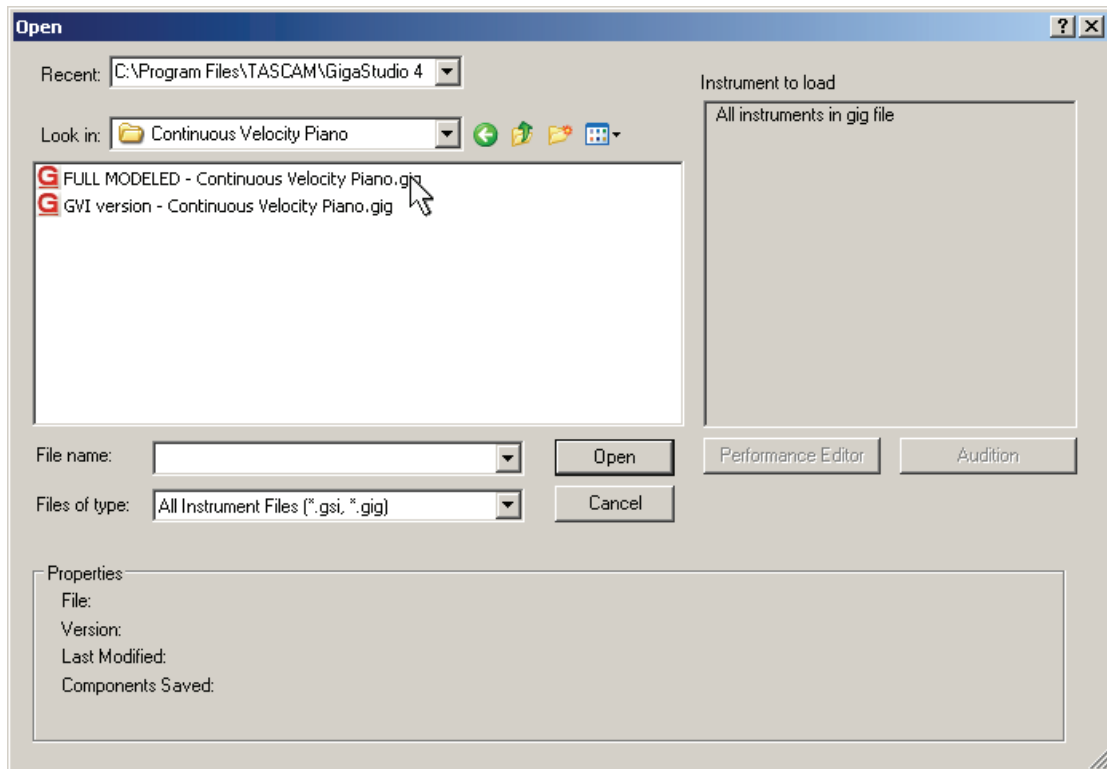 Open
Recent: C:\Program Files\TASCAM\GigaStudio 4
Look in: Continuous Velocity Piano
FULL MODELED - Continuous Velocity Piano.gig
GVI version - Continuous Velocity Piano.gig
Instrument to load
All instruments in gig file
File name:
Open
Performance Editor
Audition
Files of type: All Instrument Files (*.gsi, *.gig)
Cancel
Properties
File:
Version:
Last Modified:
Components Saved: